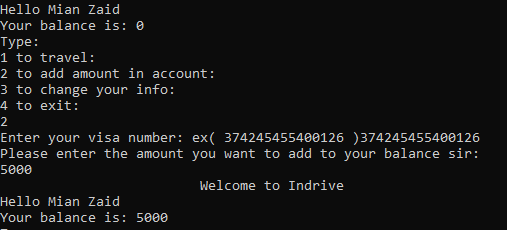 Hello Mian Zaid
Your balance is: 0
Type:
1 to travel:
2 to add amount in account:
3 to change your info:
4 to exit:
2
Enter your visa number: ex( 374245455400126 )374245455400126
Please enter the amount you want to add to your balance sir:
5000
Welcome to Indrive
Hello Mian Zaid
Your balance is: 5000